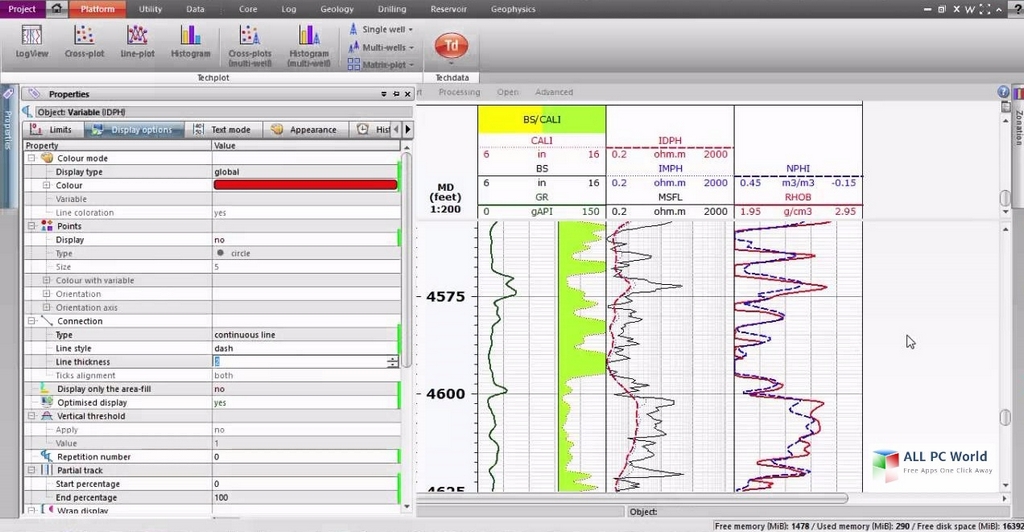 Project Platform Utility Data Core Log Geology Drilling Reservoir Geophysics
LogView Cross-plot Line-plot Histogram Cross-plots (multi-well) Histogram (multi-well)
Single well
Multi-wells
Matrix-plot
Td
Techplot Techdata
Properties
Properties
Zonation
Processing Open Advanced
Object: Variable (IDPH)
Limits Display options Text mode Appearance Hist
Property Value
Colour mode
Display type global
Colour
Variable
Line coloration yes
Points
Display no
Type circle
Size 5
Colour with variable
Orientation
Orientation axis
Connection
Type continuous line
Line style dash
Line thickness
Ticks alignment both
Display only the area-fill no
Optimised display yes
Vertical threshold
Apply no
Value 1
Repetition number 0
Partial track
Start percentage 0
End percentage 100
Wrap display
MD
(feet)
1:200
BS/CALI
CALI
6 in 16
BS
6 in 16
GR
0 gAPI 150
IDPH
0.2 ohm.m 2000
IMPH
0.2 ohm.m 2000
MSFL
0.2 ohm.m 2000
NPHI
0.45 m3/m3 -0.15
RHOB
1.95 g/cm3 2.95
4575
4600
4625
ALL PC World
Free Apps One Click Away
Object:
Free memory (MiB): 1478 / Used memory (MiB): 290 / Free disk space (MiB): 16392